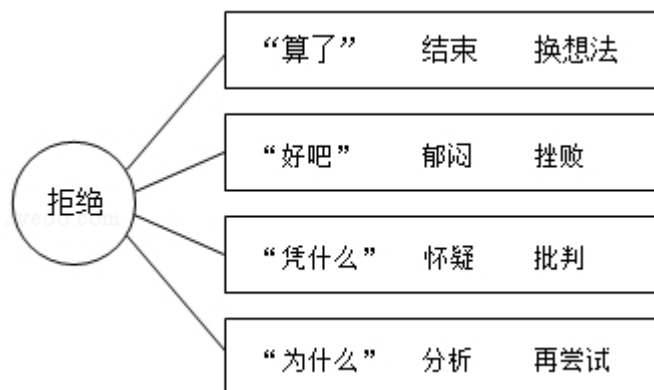 “算了” 结束 换想法
“好吧” 郁闷 挫败
拒绝
“凭什么” 怀疑 批判
“为什么” 分析 再尝试